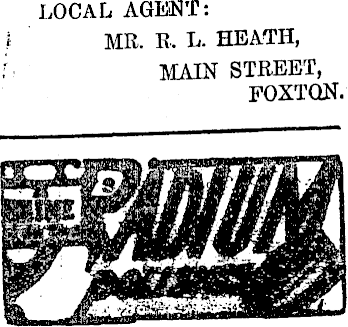 LOCAL AGENT:
MR. R. L. HEATH,
MAIN STREET,
FOXTON.
RADIUM